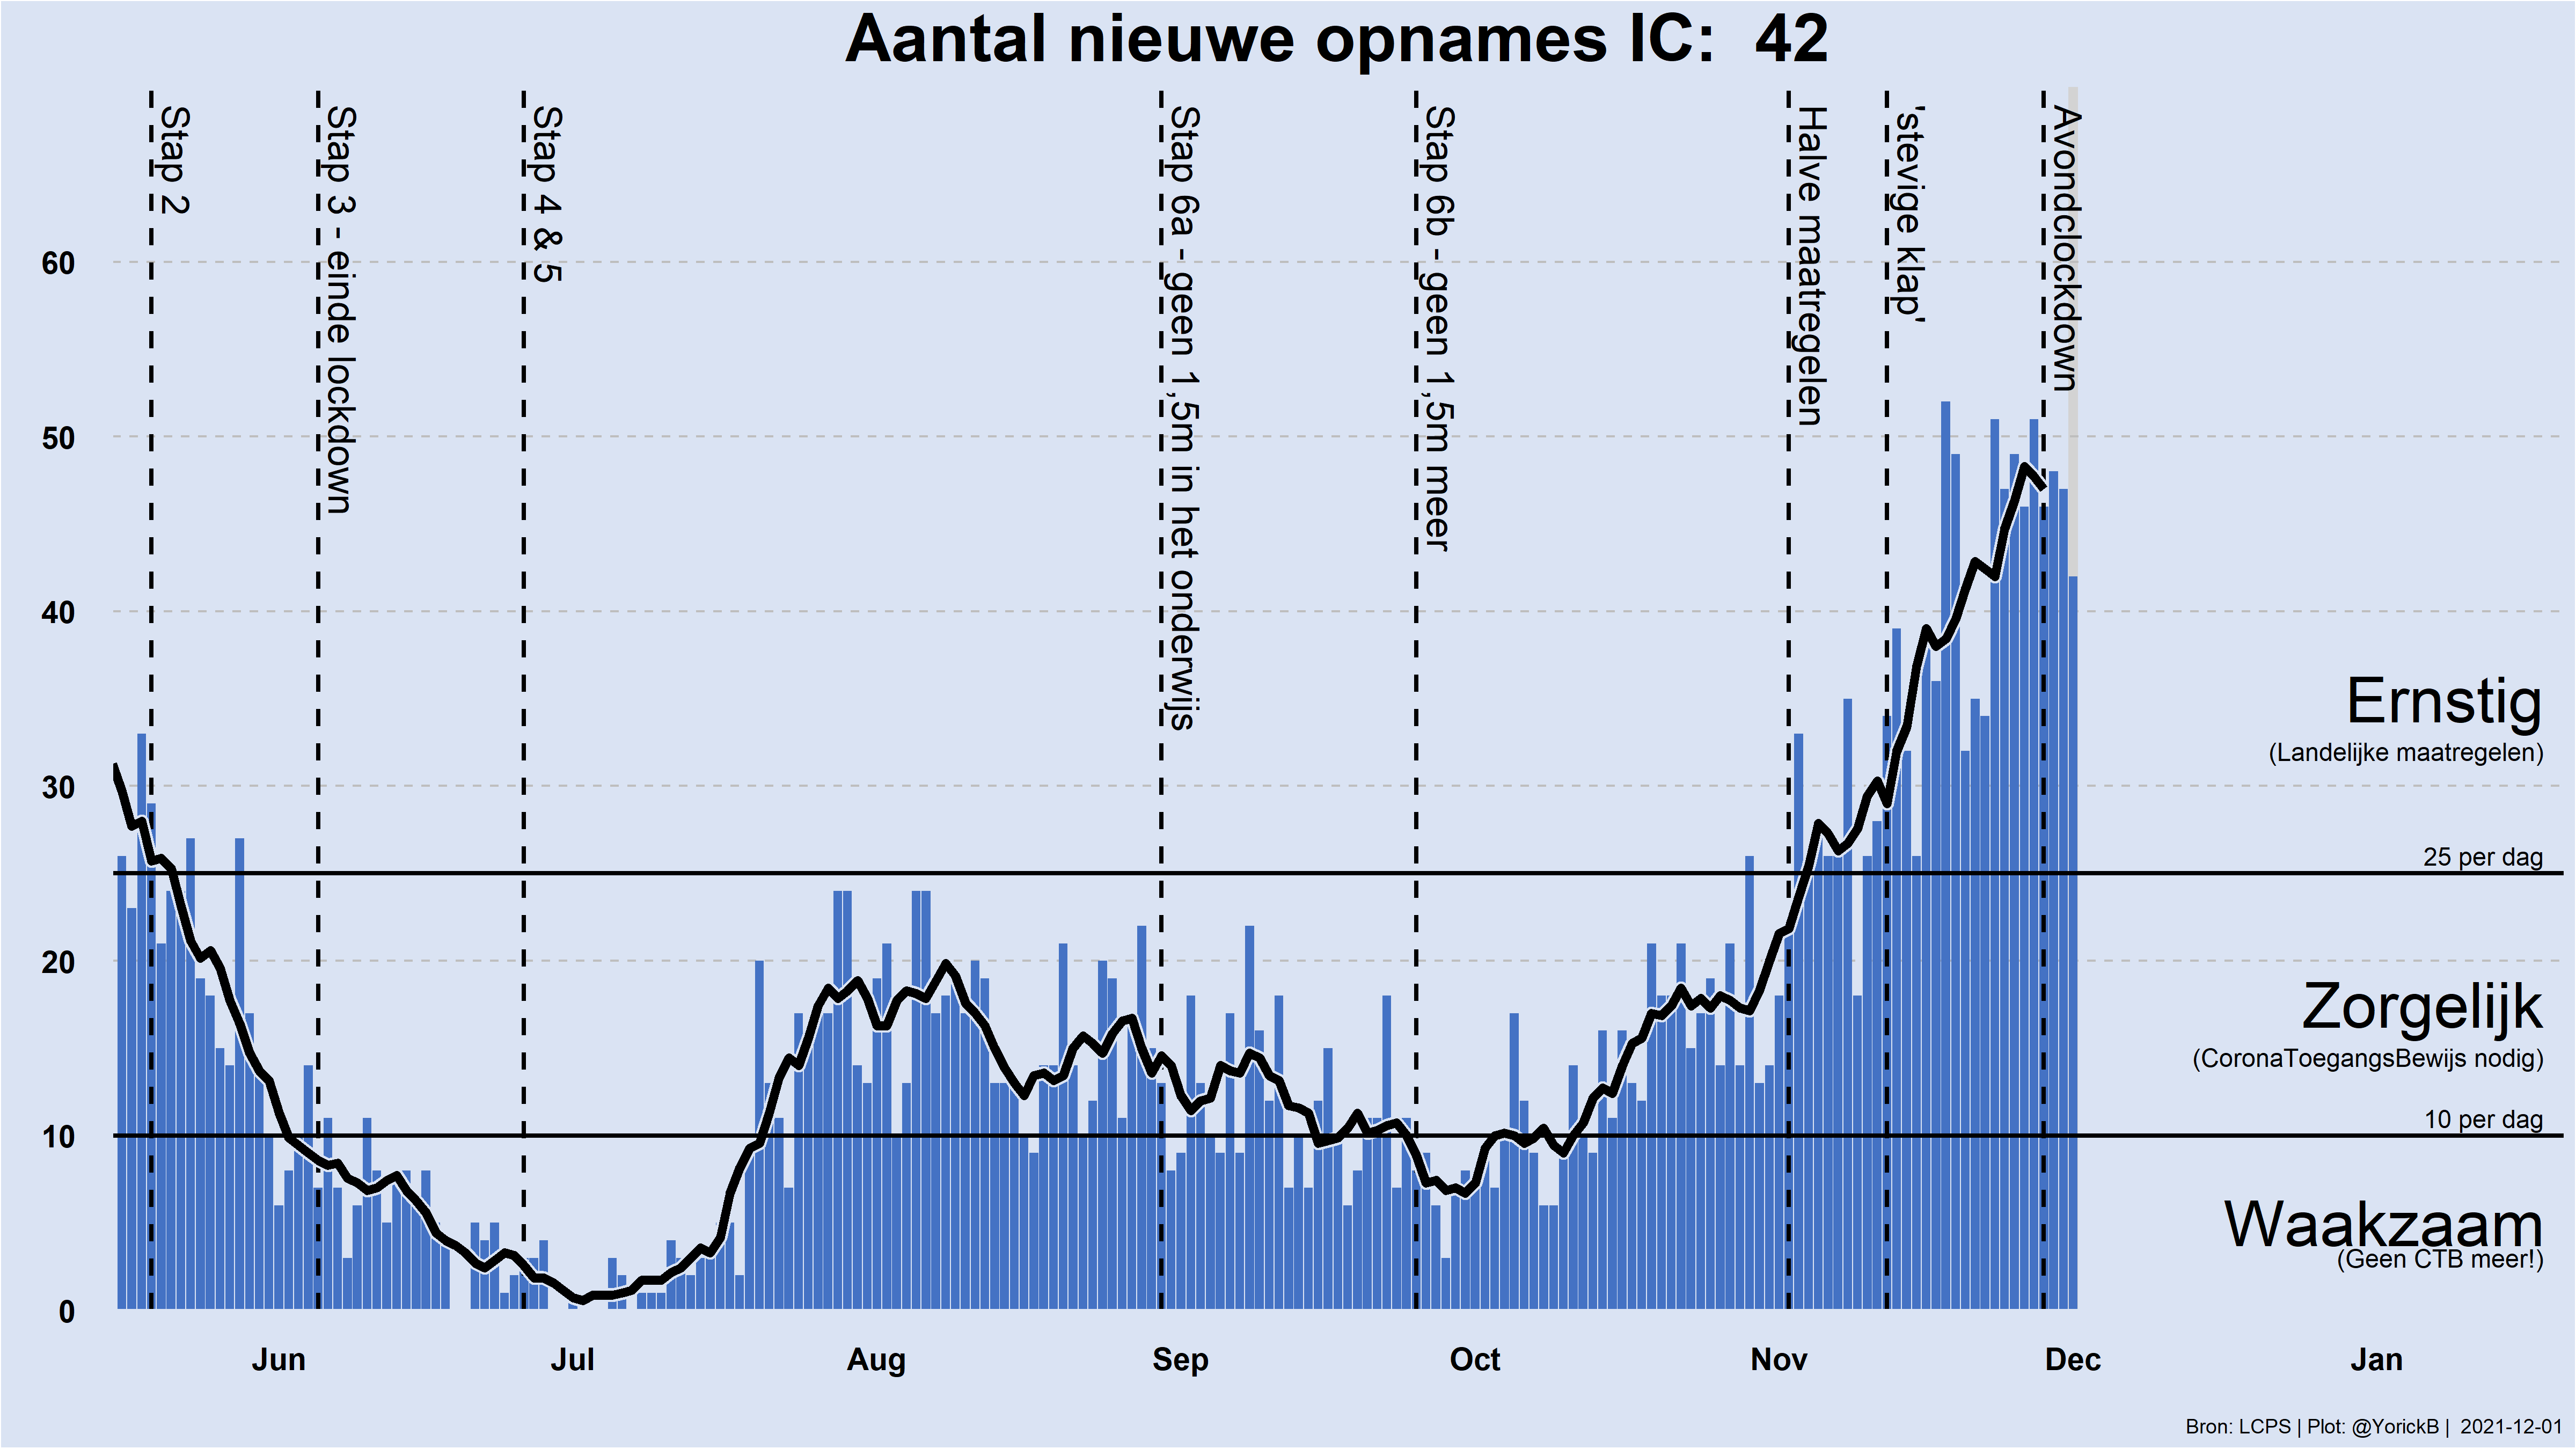 Aantal nieuwe opnames IC: 42
Stap 2
Stap 3 - einde lockdown
Stap 4 & 5
Stap 6a - geen 1,5m in het onderwijs
Stap 6b - geen 1,5m meer
Halve maatregelen
'stevige klap'
Avondclockdown
60
50
40
30
20
10
0
Ernstig
(Landelijke maatregelen)
25 per dag
Zorgelijk
(CoronaToegangsBewijs nodig)
10 per dag
Waakzaam
(Geen CTB meer!)
Jun Jul Aug Sep Oct Nov Dec Jan
Bron: LCPS | Plot: @YorickB | 2021-12-01